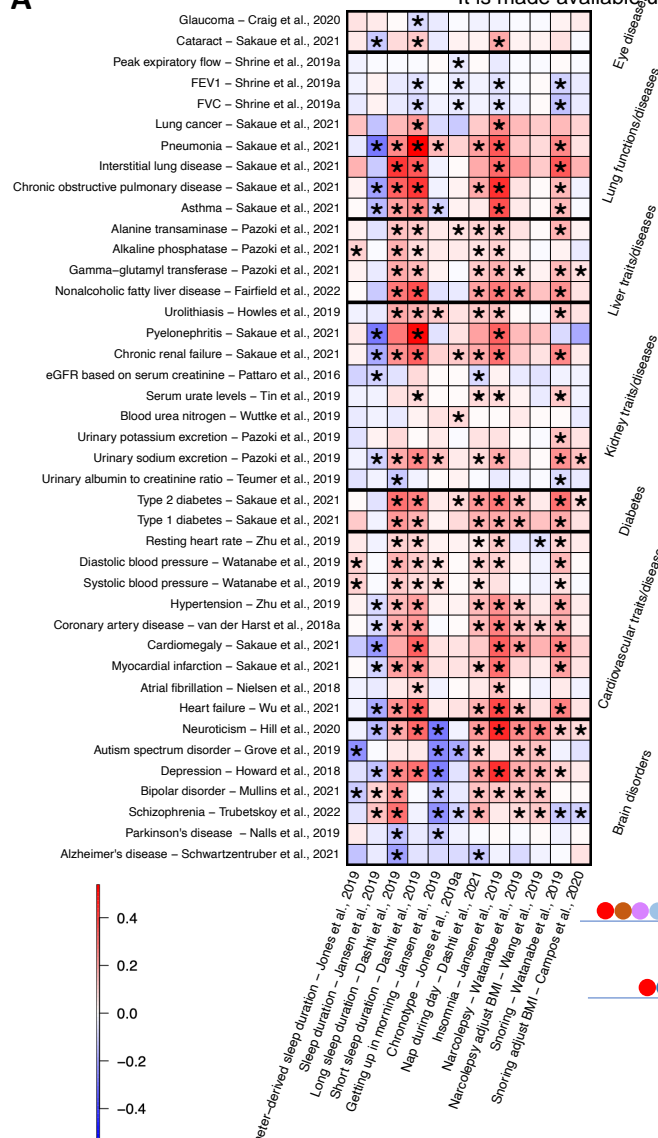 A
It is made available u
Glaucoma – Craig et al., 2020
Cataract – Sakaue et al., 2021
Peak expiratory flow – Shrine et al., 2019a
FEV1 – Shrine et al., 2019a
FVC – Shrine et al., 2019a
Lung cancer – Sakaue et al., 2021
Pneumonia – Sakaue et al., 2021
Interstitial lung disease – Sakaue et al., 2021
Chronic obstructive pulmonary disease – Sakaue et al., 2021
Asthma – Sakaue et al., 2021
Alanine transaminase – Pazoki et al., 2021
Alkaline phosphatase – Pazoki et al., 2021
Gamma–glutamyl transferase – Pazoki et al., 2021
Nonalcoholic fatty liver disease – Fairfield et al., 2022
Urolithiasis – Howles et al., 2019
Pyelonephritis – Sakaue et al., 2021
Chronic renal failure – Sakaue et al., 2021
eGFR based on serum creatinine – Pattaro et al., 2016
Serum urate levels – Tin et al., 2019
Blood urea nitrogen – Wuttke et al., 2019
Urinary potassium excretion – Pazoki et al., 2019
Urinary sodium excretion – Pazoki et al., 2019
Urinary albumin to creatinine ratio – Teumer et al., 2019
Type 2 diabetes – Sakaue et al., 2021
Type 1 diabetes – Sakaue et al., 2021
Resting heart rate – Zhu et al., 2019
Diastolic blood pressure – Watanabe et al., 2019
Systolic blood pressure – Watanabe et al., 2019
Hypertension – Zhu et al., 2019
Coronary artery disease – van der Harst et al., 2018a
Cardiomegaly – Sakaue et al., 2021
Myocardial infarction – Sakaue et al., 2021
Atrial fibrillation – Nielsen et al., 2018
Heart failure – Wu et al., 2021
Neuroticism – Hill et al., 2020
Autism spectrum disorder – Grove et al., 2019
Depression – Howard et al., 2018
Bipolar disorder – Mullins et al., 2021
Schizophrenia – Trubetskoy et al., 2022
Parkinson's disease – Nalls et al., 2019
Alzheimer's disease – Schwartzentruber et al., 2021
Eye diseas
Lung functions/diseases
Liver traits/diseases
Kidney traits/diseases
Diabetes
Cardiovascular traits/disease
Brain disorders
eter–derived sleep duration – Jones et al., 2019
Sleep duration – Jansen et al., 2019
Long sleep duration – Dashti et al., 2019
Short sleep duration – Dashti et al., 2019
Getting up in morning – Jansen et al., 2019
Chronotype – Jones et al., 2019a
Nap during day – Dashti et al., 2021
Insomnia – Jansen et al., 2019
Narcolepsy – Watanabe et al., 2019
Narcolepsy adjust BMI – Wang et al., 2019
Snoring – Watanabe et al., 2019
Snoring adjust BMI – Campos et al., 2020
0.4
0.2
0.0
−0.2
−0.4